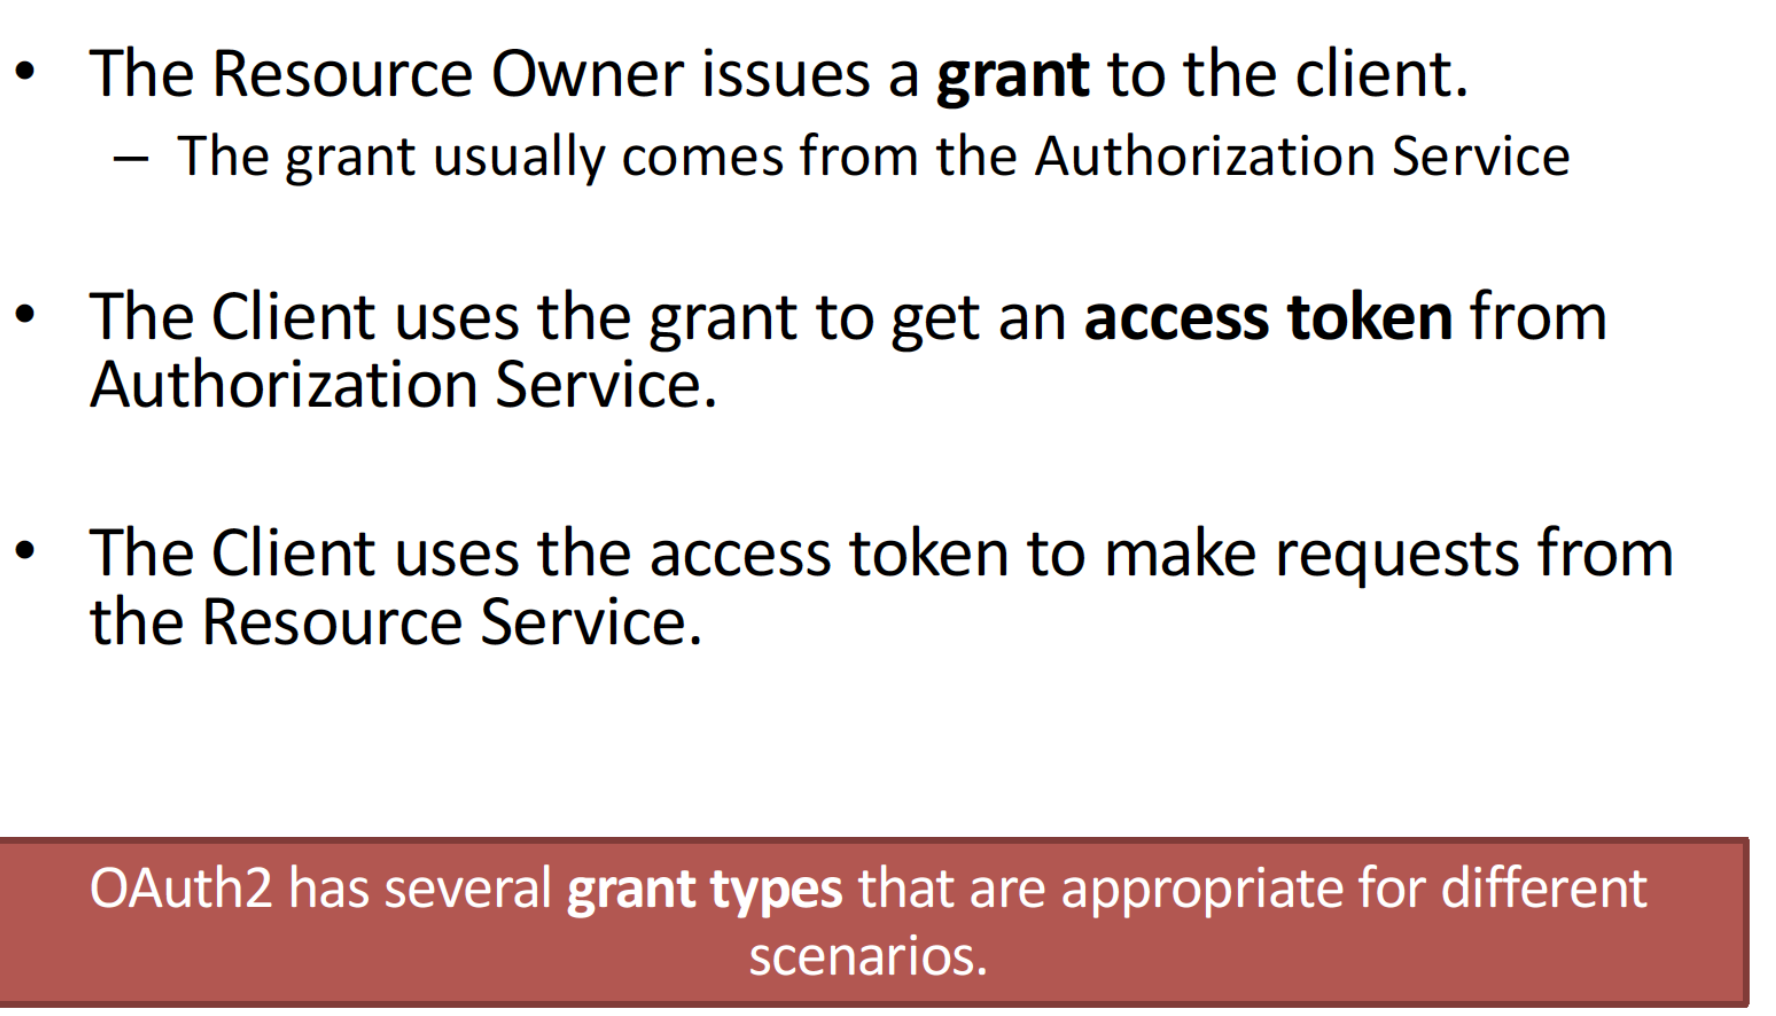 • The Resource Owner issues a grant to the client.
– The grant usually comes from the Authorization Service
• The Client uses the grant to get an access token from
Authorization Service.
• The Client uses the access token to make requests from
the Resource Service.
OAuth2 has several grant types that are appropriate for different
scenarios.